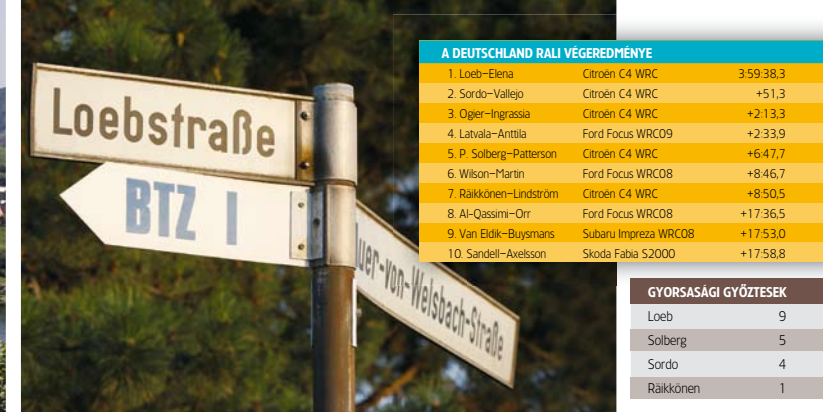 Loebstraße
BTZ I
uer-von-Welsbach-Straße
A DEUTSCHLAND RALI VÉGEREDMÉNYE
1. Loeb–Elena Citroën C4 WRC 3:59:38,3
2. Sordo–Vallejo Citroën C4 WRC +51,3
3. Ogier–Ingrassia Citroën C4 WRC +2:13,3
4. Latvala–Anttila Ford Focus WRC09 +2:33,9
5. P. Solberg–Patterson Citroën C4 WRC +6:47,7
6. Wilson–Martin Ford Focus WRC08 +8:46,7
7. Räikkönen–Lindström Citroën C4 WRC +8:50,5
8. Al-Qassimi–Orr Ford Focus WRC08 +17:36,5
9. Van Eldik–Buysmans Subaru Impreza WRC08 +17:53,0
10. Sandell–Axelsson Skoda Fabia S2000 +17:58,8
GYORSASÁGI GYŐZTESEK
Loeb 9
Solberg 5
Sordo 4
Räikkönen 1